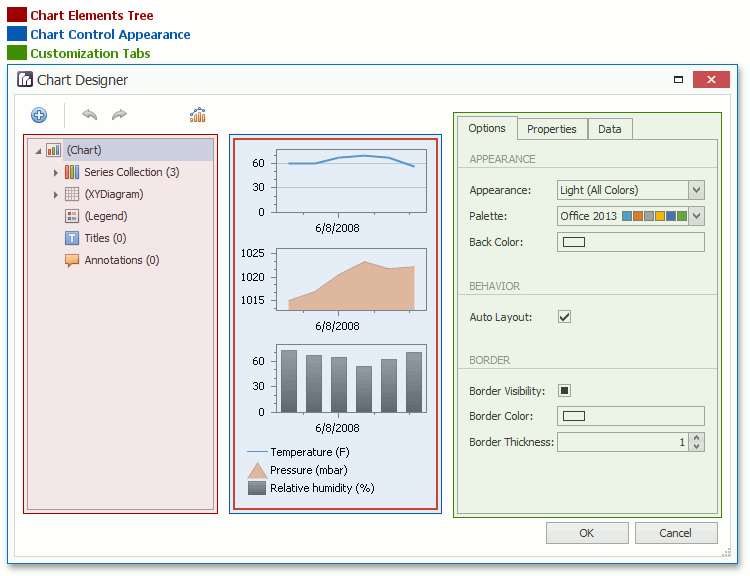 Chart Elements Tree
Chart Control Appearance
Customization Tabs
Chart Designer
(Chart)
Series Collection (3)
(XYDiagram)
(Legend)
Titles (0)
Annotations (0)
60
30
0
6/8/2008
1025
1020
1015
6/8/2008
60
30
0
6/8/2008
Temperature (F)
Pressure (mbar)
Relative humidity (%)
Options Properties Data
APPEARANCE
Appearance: Light (All Colors)
Palette: Office 2013
Back Color:
BEHAVIOR
Auto Layout:
BORDER
Border Visibility:
Border Color:
Border Thickness: 1
OK Cancel